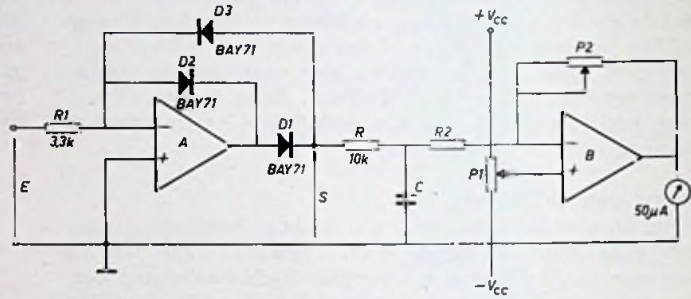 D3
BAY71
D2
BAY71
R1
3,3k
A
−
+
D1
BAY71
E
S
R
10k
C
R2
+VCC
P1
−VCC
P2
−
+
B
50µA